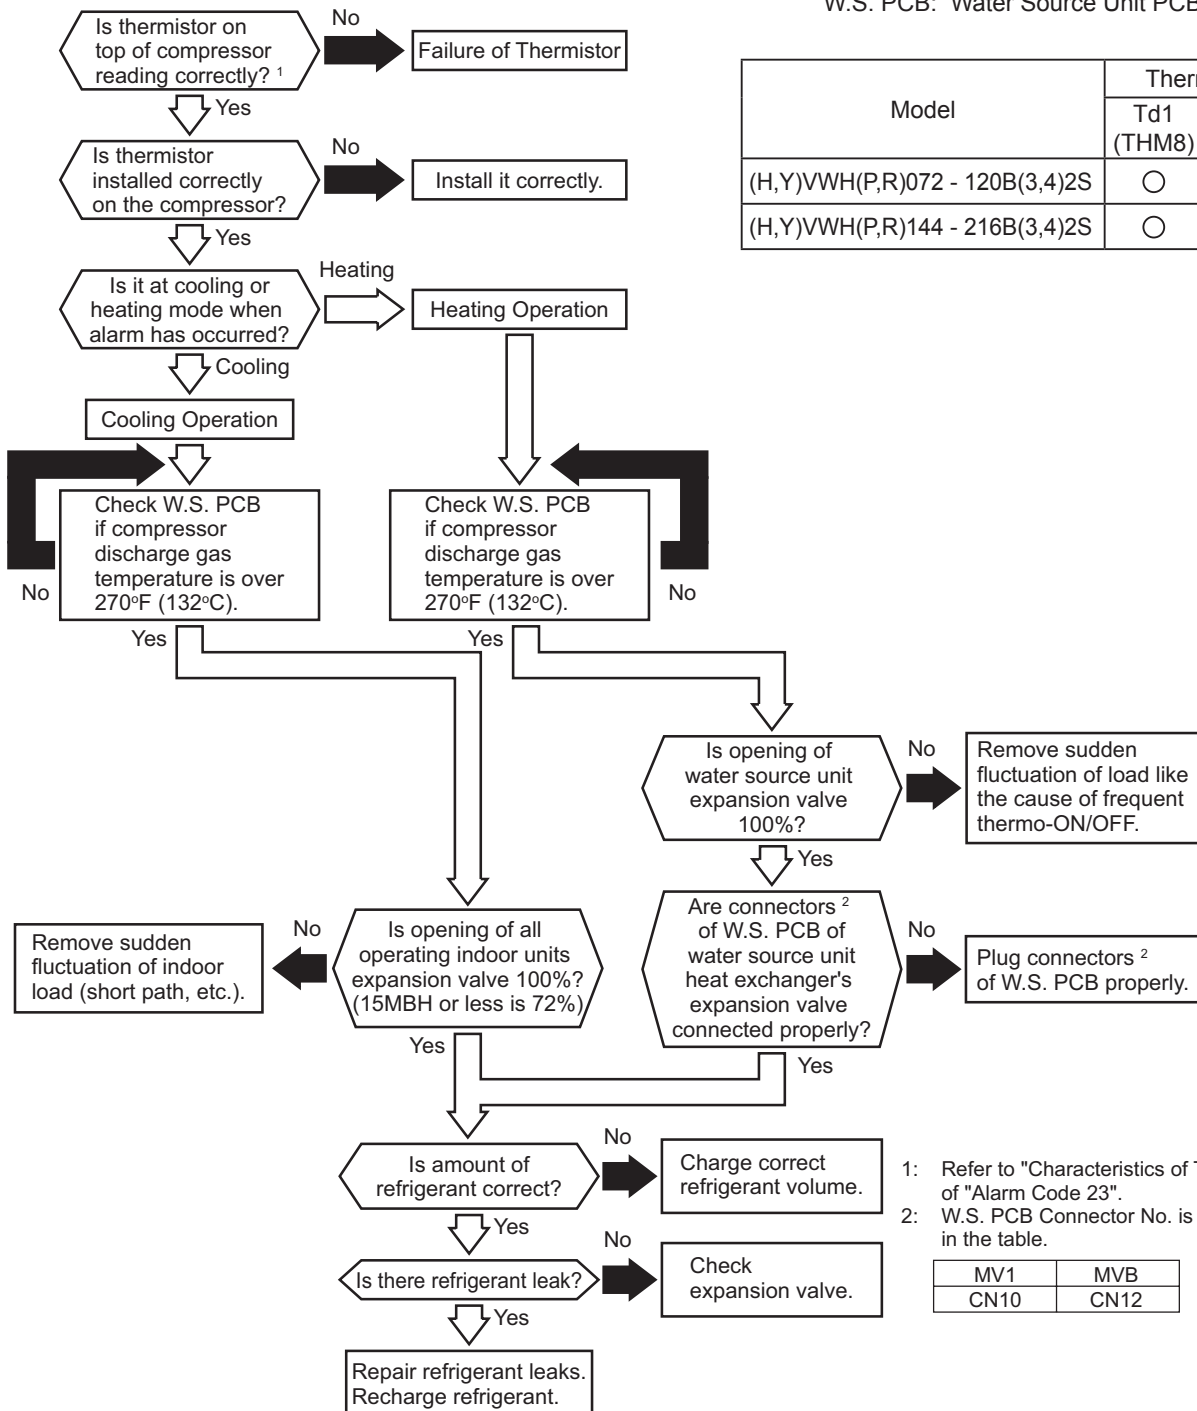 W.S. PCB: Water Source Unit PCB
Is thermistor on
top of compressor
reading correctly? 1
No
Failure of Thermistor
Yes
Is thermistor
installed correctly
on the compressor?
No
Install it correctly.
Yes
Is it at cooling or
heating mode when
alarm has occurred?
Heating
Heating Operation
Cooling
Cooling Operation
Model
Td1
(THM8)
(H,Y)VWH(P,R)072 - 120B(3,4)2S ○
(H,Y)VWH(P,R)144 - 216B(3,4)2S ○
Check W.S. PCB
if compressor
discharge gas
temperature is over
270°F (132°C).
No
Yes
Check W.S. PCB
if compressor
discharge gas
temperature is over
270°F (132°C).
No
Yes
Is opening of
water source unit
expansion valve
100%?
No
Remove sudden
fluctuation of load like
the cause of frequent
thermo-ON/OFF.
Yes
Are connectors 2
of W.S. PCB of
water source unit
heat exchanger's
expansion valve
connected properly?
No
Plug connectors 2
of W.S. PCB properly.
Yes
Is opening of all
operating indoor units
expansion valve 100%?
(15MBH or less is 72%)
No
Remove sudden
fluctuation of indoor
load (short path, etc.).
Yes
Is amount of
refrigerant correct?
No
Charge correct
refrigerant volume.
Yes
Is there refrigerant leak?
No
Check
expansion valve.
Yes
Repair refrigerant leaks.
Recharge refrigerant.
1: Refer to "Characteristics of
of "Alarm Code 23".
2: W.S. PCB Connector No. is
in the table.
MV1 MVB
CN10 CN12